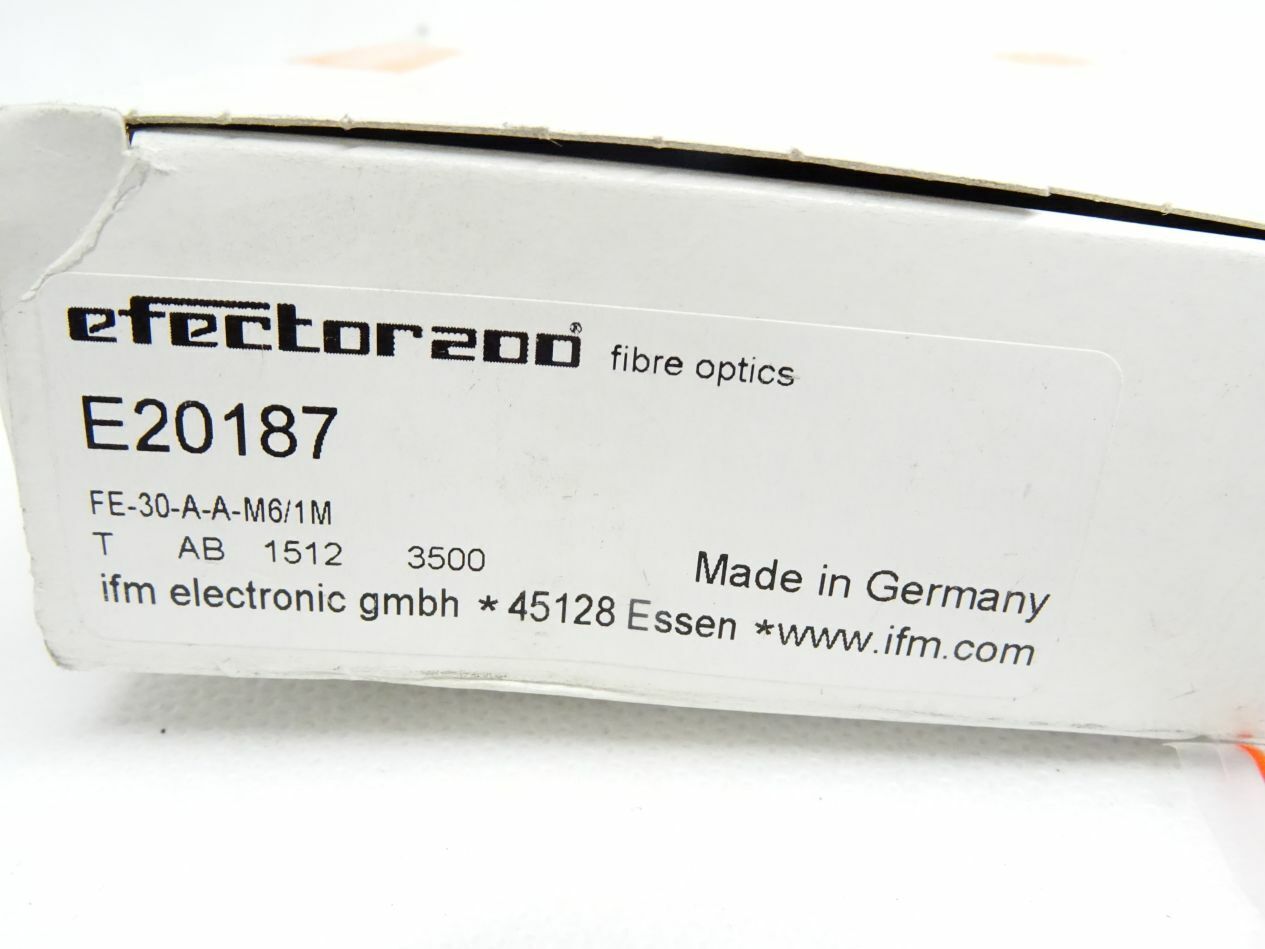 efector200® fibre optics
E20187
FE-30-A-A-M6/1M
T AB 1512 3500
Made in Germany
ifm electronic gmbh * 45128 Essen *www.ifm.com